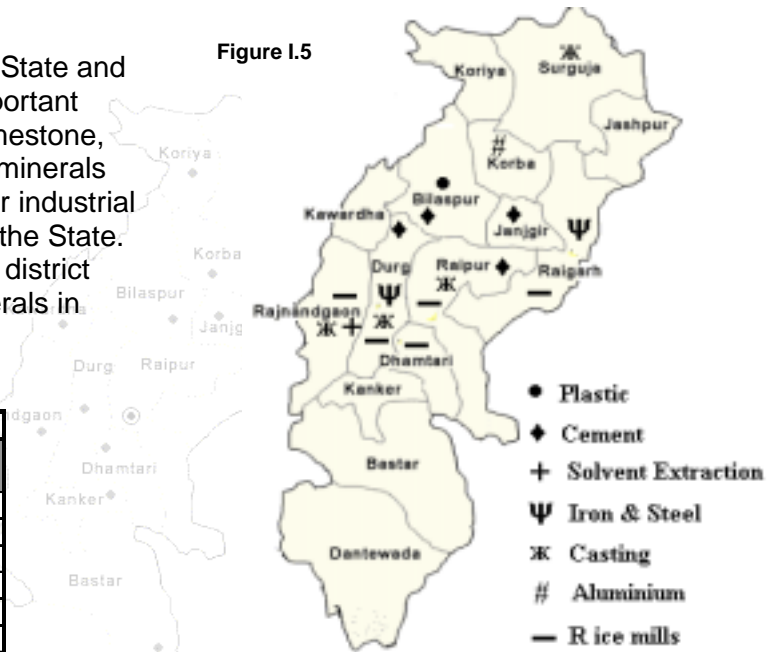 Figure I.5
State and
portant
nestone,
minerals
r industrial
the State.
district
erals in
Koriya
Surguja
Jashpur
#
Korba
Bilaspur
Kawardha
Janjgir
Durg
Raipur
Raigarh
Rajnandgaon
Dhamtari
Kanker
Bastar
Dantewada
Plastic
Cement
+ Solvent Extraction
Ψ Iron & Steel
ж Casting
# Aluminium
R ice mills
Koriya
Korba
Bilaspur
Janjg
Durg
Raipur
ndgaon
Dhamtari
Kanker
Bastar